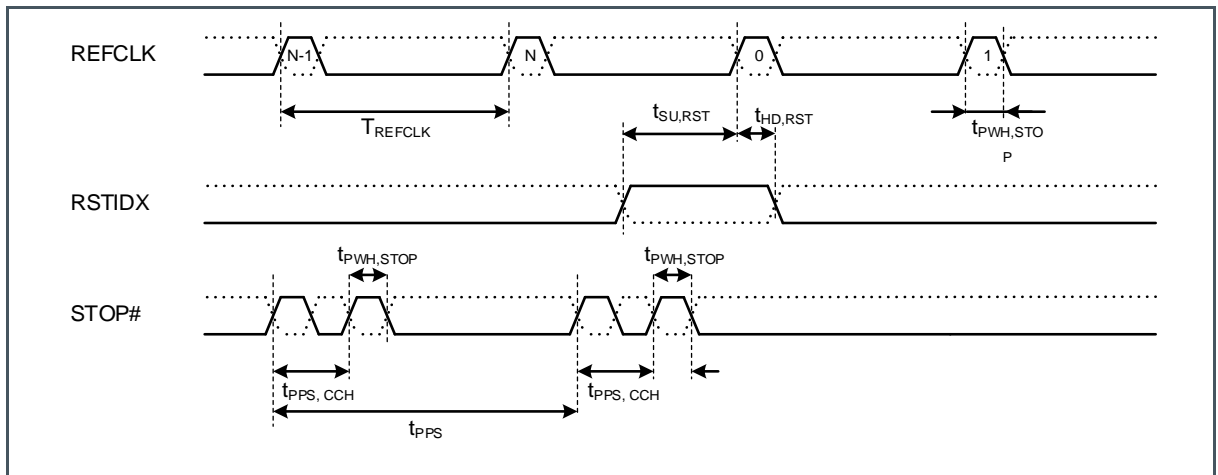 REFCLK
N-1
N
0
1
TREFCLK
tSU,RST
tHD,RST
tPWH,STO
P
RSTIDX
tPWH,STOP
tPWH,STOP
STOP#
tPPS, CCH
tPPS, CCH
tPPS